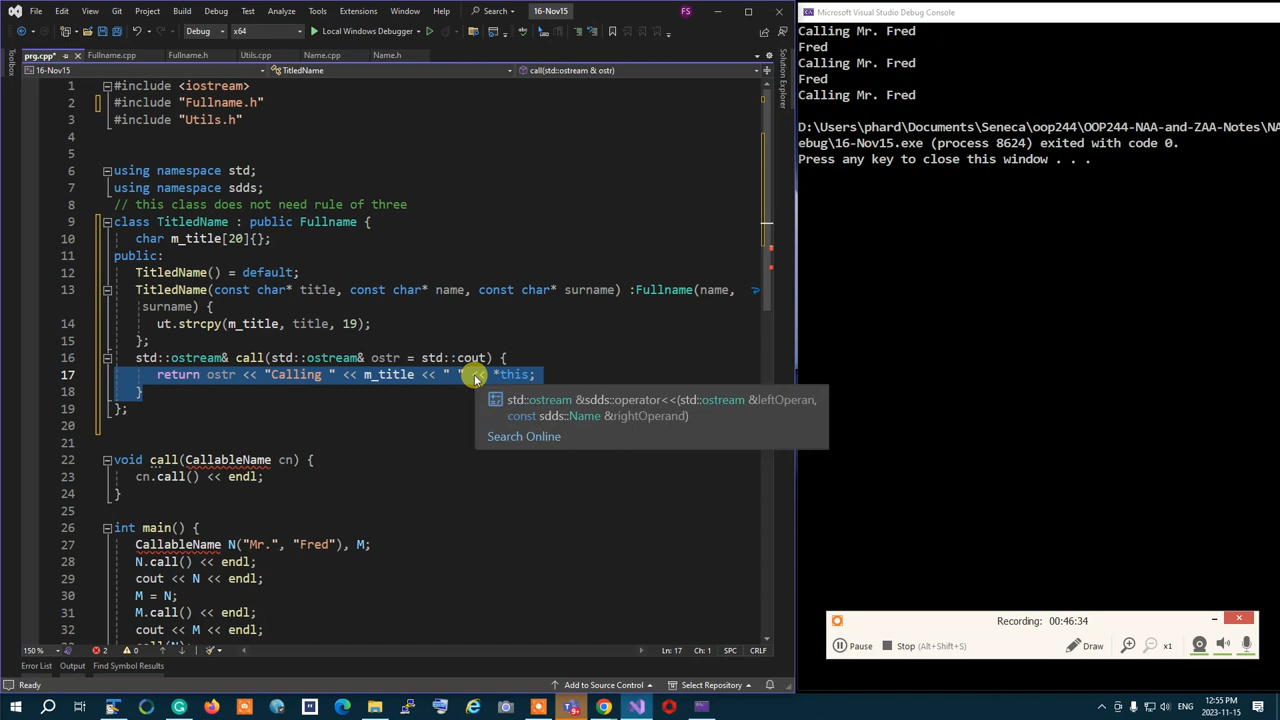 File Edit View Git Project Build Debug Test Analyze Tools Extensions Window Help Search 16-Nov15 FS
Debug x64 Local Windows Debugger
prg.cpp* Fullname.cpp Fullname.h Utils.cpp Name.cpp Name.h
16-Nov15 TitledName call(std::ostream & ostr)
1 #include <iostream>
2 #include "Fullname.h"
3 #include "Utils.h"
4
5
6 using namespace std;
7 using namespace sdds;
8 // this class does not need rule of three
9 class TitledName : public Fullname {
10 char m_title[20]{};
11 public:
12 TitledName() = default;
13 TitledName(const char* title, const char* name, const char* surname) :Fullname(name,
surname) {
14 ut.strcpy(m_title, title, 19);
15 };
16 std::ostream& call(std::ostream& ostr = std::cout) {
17 return ostr << "Calling " << m_title << " " << *this;
18 }
19 };
20
21
22 void call(CallableName cn) {
23 cn.call() << endl;
24 }
25
26 int main() {
27 CallableName N("Mr.", "Fred"), M;
28 N.call() << endl;
29 cout << N << endl;
30 M = N;
31 M.call() << endl;
32 cout << M << endl;
std::ostream &sdds::operator<<(std::ostream &leftOperan,
const sdds::Name &rightOperand)
Search Online
150 % 2 0 Ln: 17 Ch: 1 SPC CRLF
Error List Output Find Symbol Results
Ready Add to Source Control Select Repository
Toolbox
Solution Explorer
Microsoft Visual Studio Debug Console
Calling Mr. Fred
Fred
Calling Mr. Fred
Fred
Calling Mr. Fred
D:\Users\phard\Documents\Seneca\oop244\OOP244-NAA-and-ZAA-Notes\NA
ebug\16-Nov15.exe (process 8624) exited with code 0.
Press any key to close this window . . .
Recording: 00:46:34
Pause Stop (Alt+Shift+S) Draw x1
ENG 12:55 PM
2023-11-15